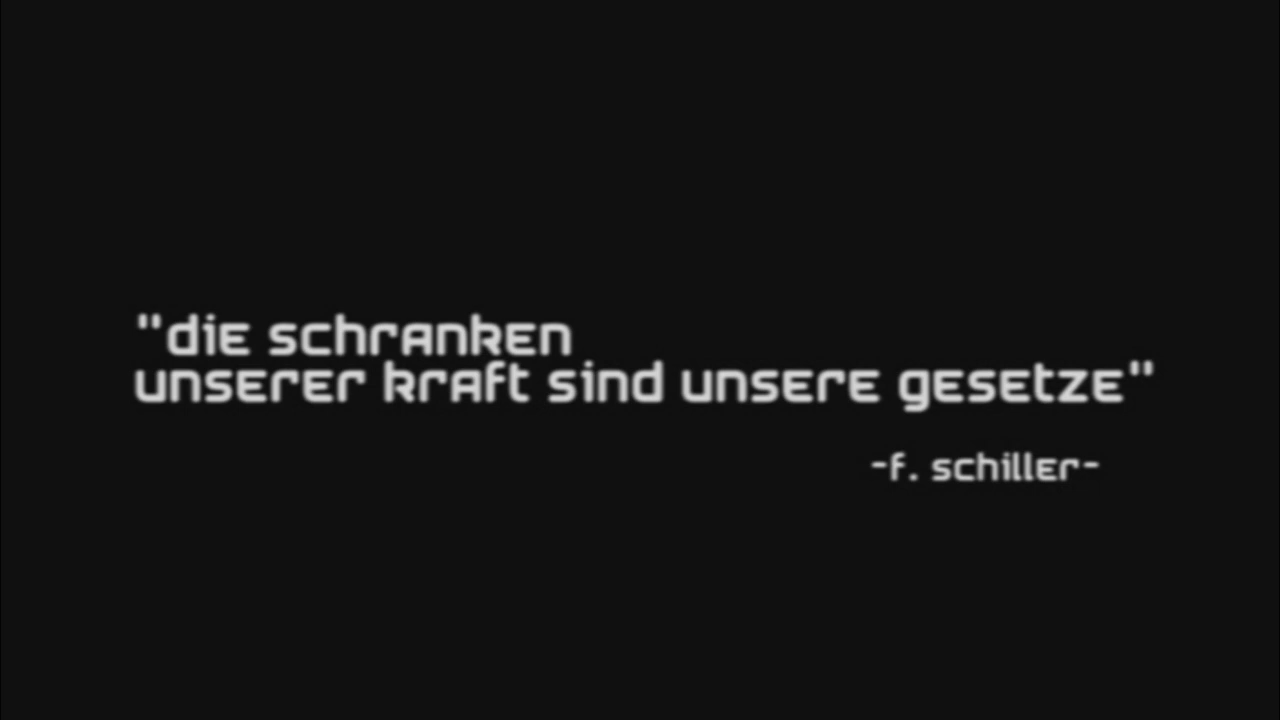 "die schranken
unserer kraft sind unsere gesetze"
-f. schiller-